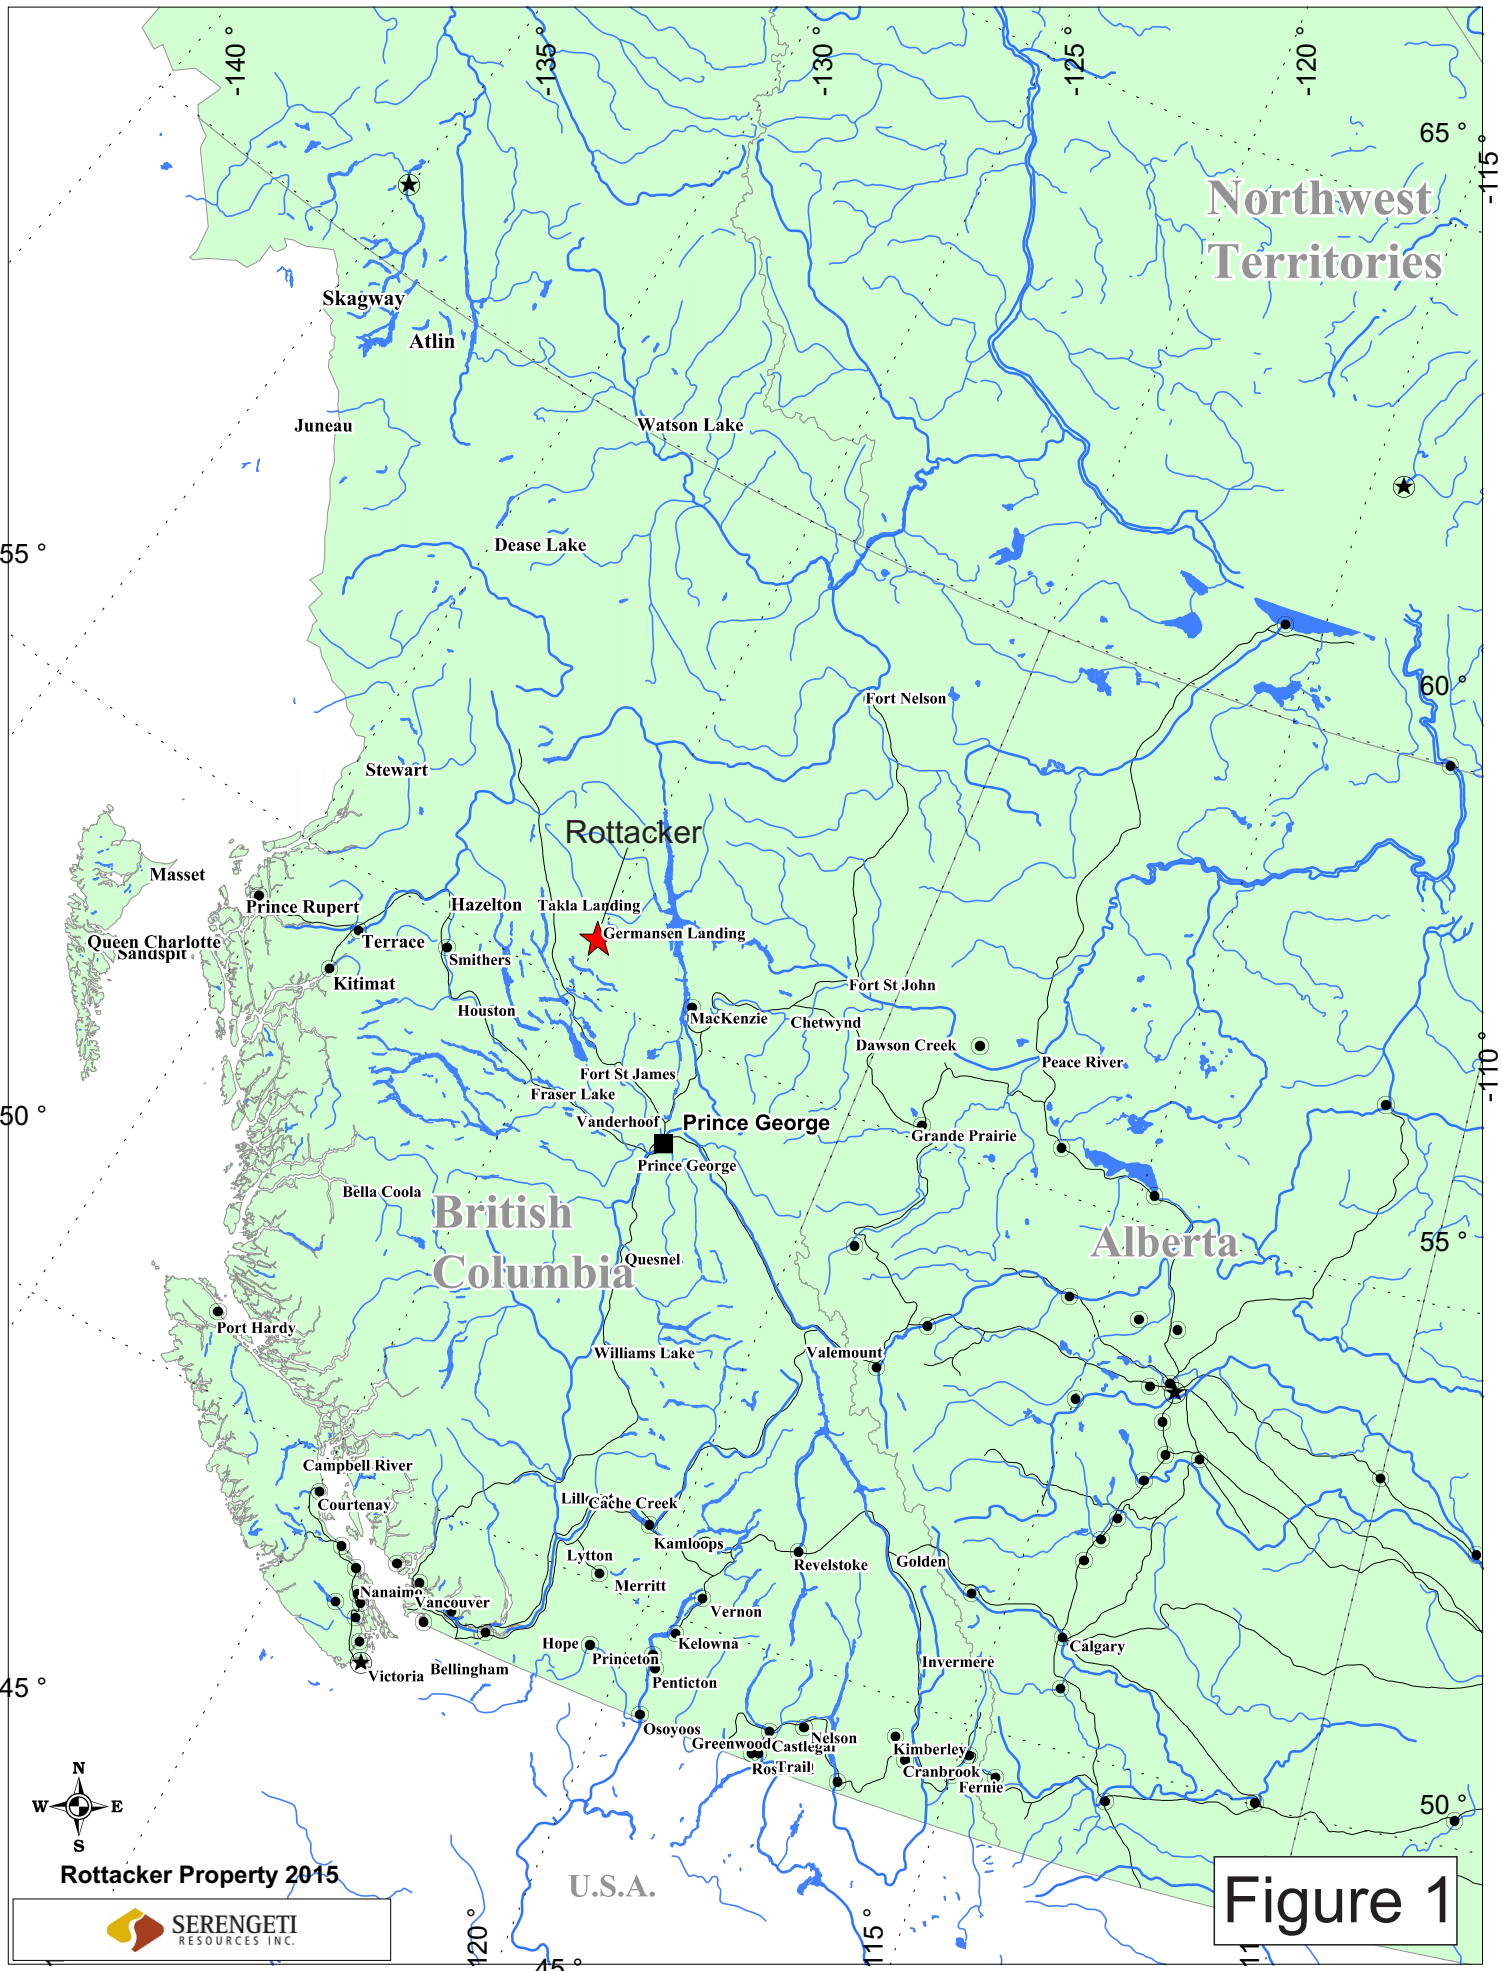 -140 °
-135 °
-130 °
-125 °
-120 °
65 °
-115 °
Northwest
Territories
Skagway
Atlin
Juneau
Watson Lake
Dease Lake
55 °
60 °
Fort Nelson
Stewart
Rottacker
Masset
Prince Rupert
Hazelton
Takla Landing
Germansen Landing
Queen Charlotte
Sandspit
Terrace
Smithers
Kitimat
Fort St John
Houston
MacKenzie
Chetwynd
Dawson Creek
Peace River
-110 °
Fort St James
Fraser Lake
50 °
Vanderhoof
Prince George
Grande Prairie
Prince George
Bella Coola
British
Columbia
Alberta
55 °
Quesnel
Port Hardy
Williams Lake
Valemount
Campbell River
Courtenay
Cache Creek
Kamloops
Lytton
Merritt
Revelstoke
Golden
Nanaimo
Vancouver
Vernon
Hope
Kelowna
Princeton
Calgary
Victoria
Bellingham
Penticton
Invermere
45 °
Osoyoos
Greenwood
Castlegar
Nelson
Trail
Kimberley
Cranbrook
Fernie
N
W
E
S
50 °
Rottacker Property 2015
U.S.A.
SERENGETI
RESOURCES INC.
Figure 1
120 °
45 °
115 °